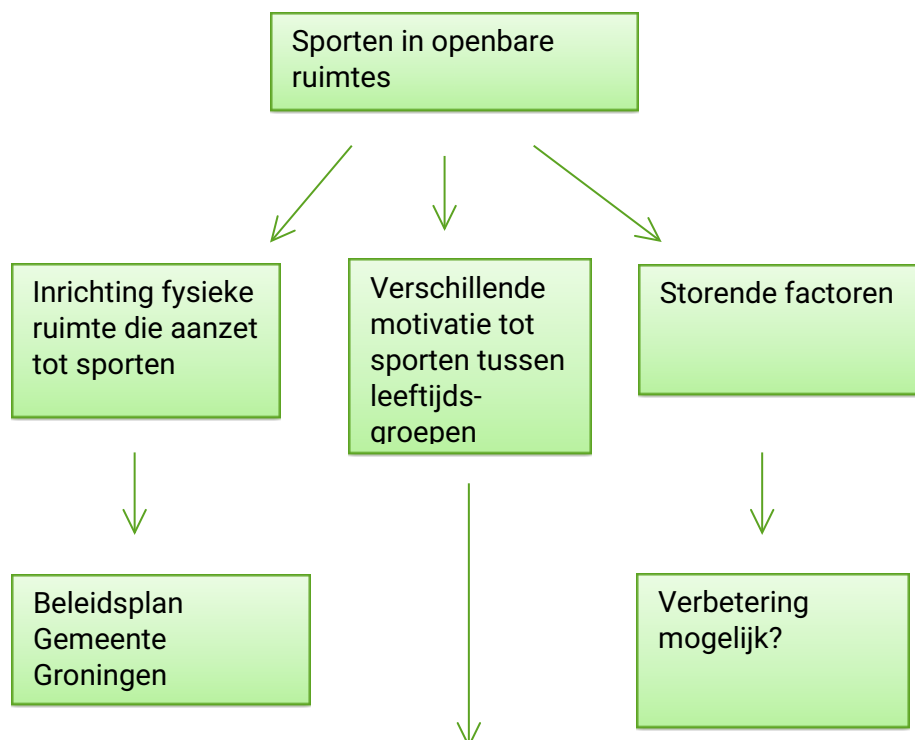 Sporten in openbare
ruimtes
Inrichting fysieke
ruimte die aanzet
tot sporten
Verschillende
motivatie tot
sporten tussen
leeftijds-
groepen
Storende factoren
Beleidsplan
Gemeente
Groningen
Verbetering
mogelijk?